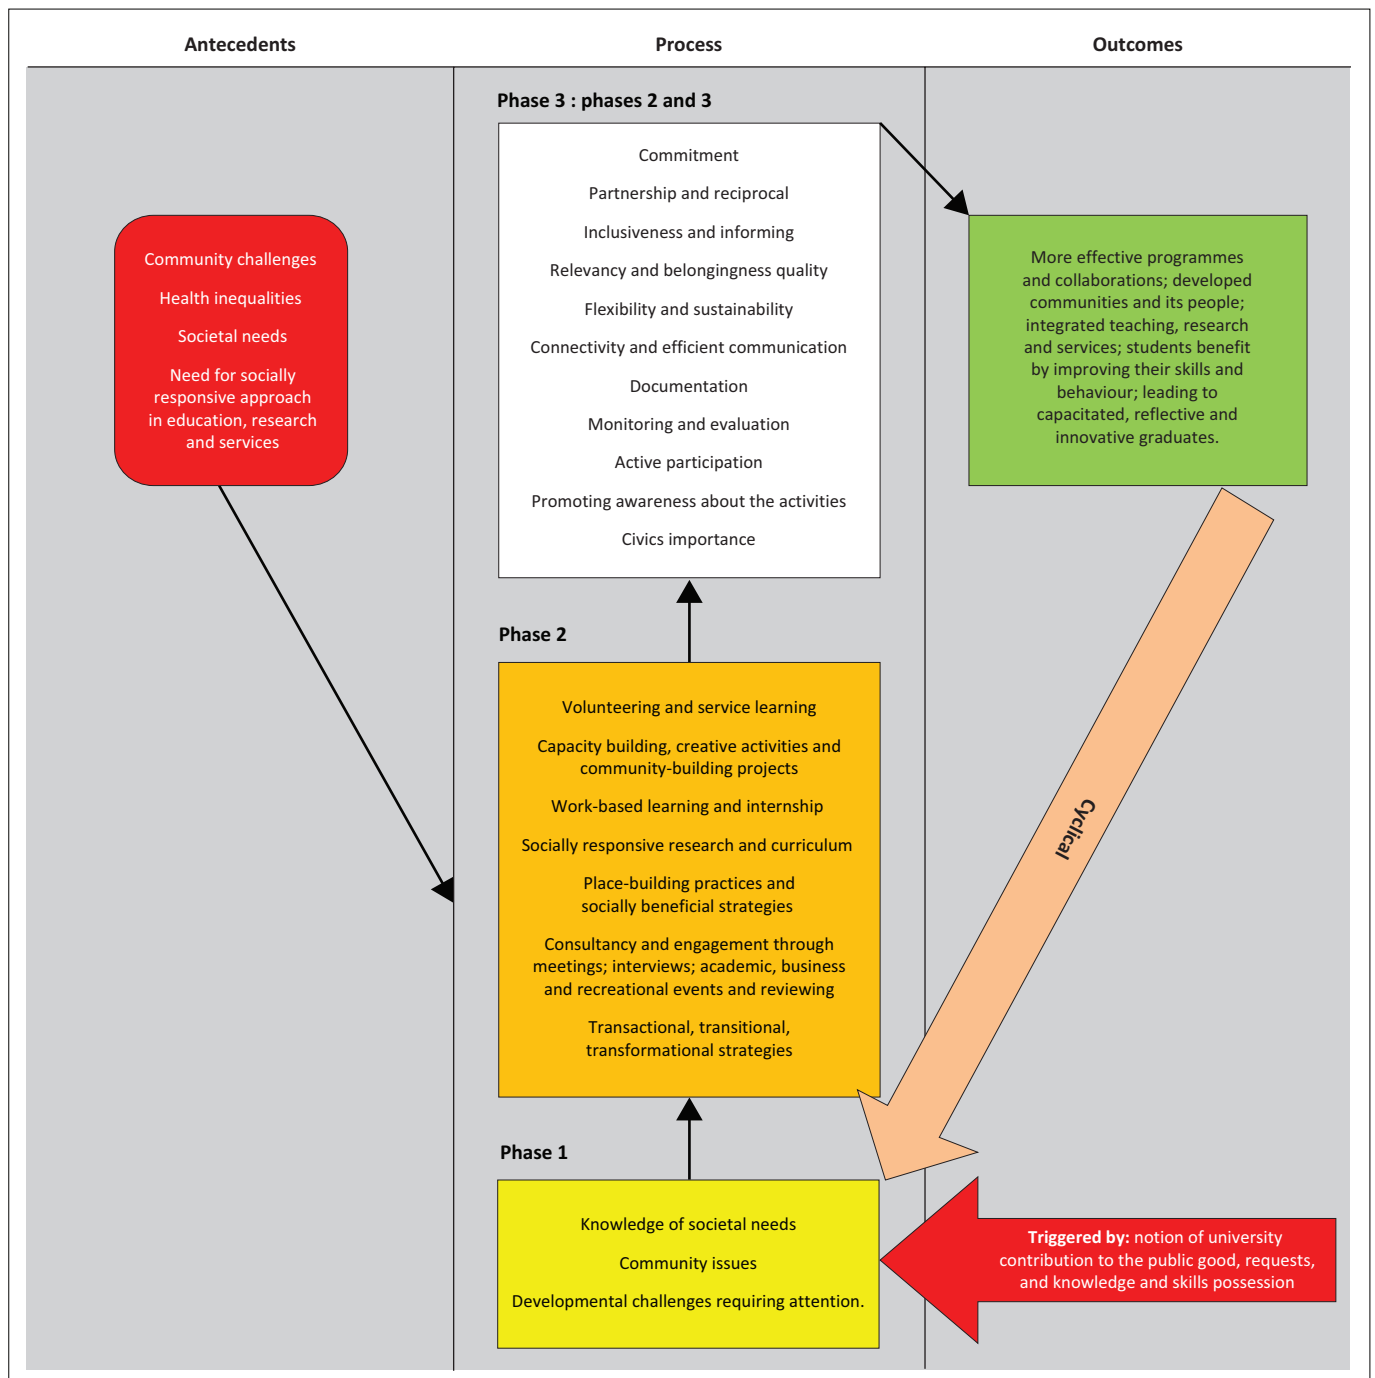 Antecedents
Process
Outcomes
Phase 3 : phases 2 and 3
Commitment
Partnership and reciprocal
Inclusiveness and informing
Relevancy and belongingness quality
Flexibility and sustainability
Connectivity and efficient communication
Documentation
Monitoring and evaluation
Active participation
Promoting awareness about the activities
Civics importance
Community challenges
Health inequalities
Societal needs
Need for socially
responsive approach
in education, research
and services
More effective programmes
and collaborations; developed
communities and its people;
integrated teaching, research
and services; students benefit
by improving their skills and
behaviour; leading to
capacitated, reflective and
innovative graduates.
Phase 2
Volunteering and service learning
Capacity building, creative activities and
community-building projects
Work-based learning and internship
Socially responsive research and curriculum
Place-building practices and
socially beneficial strategies
Consultancy and engagement through
meetings; interviews; academic, business
and recreational events and reviewing
Transactional, transitional,
transformational strategies
Cyclical
Phase 1
Knowledge of societal needs
Community issues
Developmental challenges requiring attention.
Triggered by: notion of university
contribution to the public good, requests,
and knowledge and skills possession